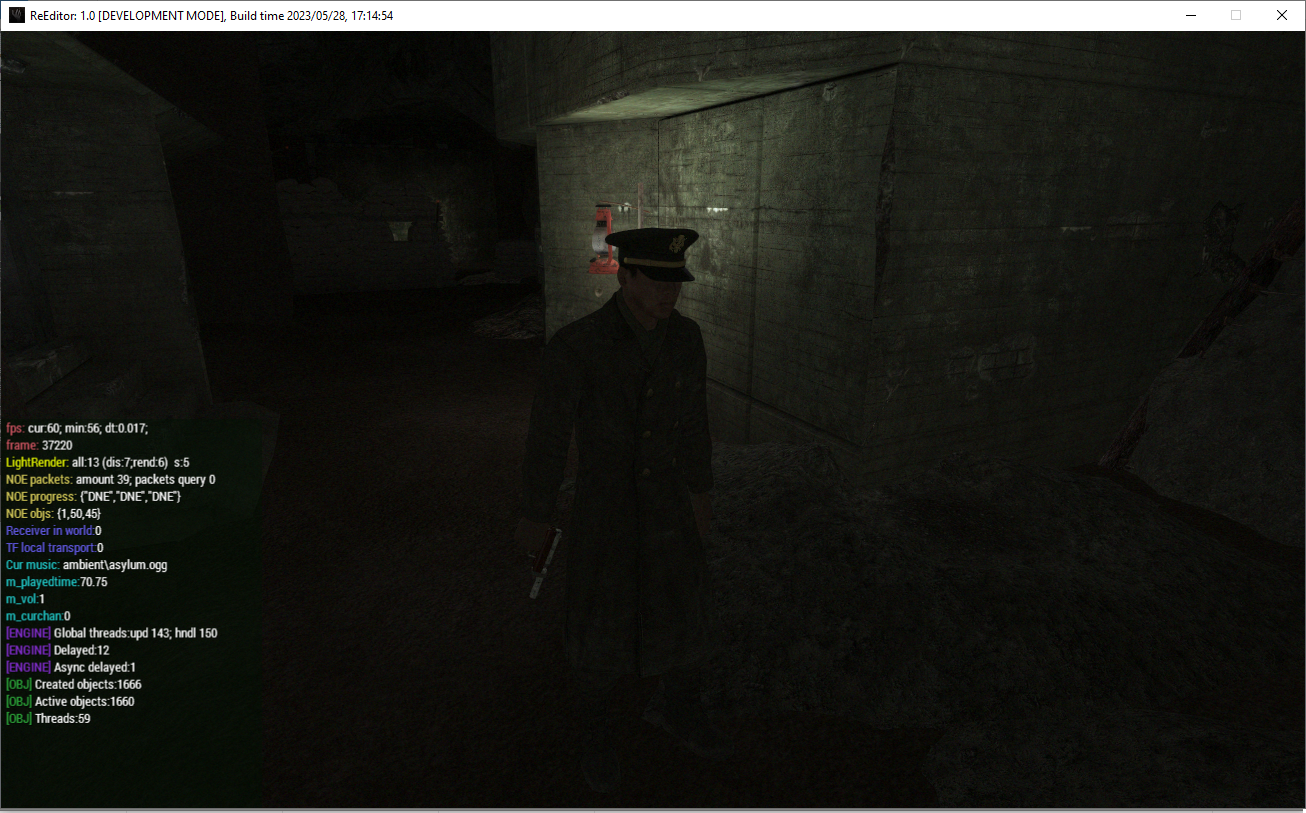 ReEditor: 1.0 [DEVELOPMENT MODE], Build time 2023/05/28, 17:14:54
fps: cur:60; min:56; dt:0.017;
frame: 37220
LightRender: all:13 (dis:7;rend:6) s:5
NOE packets: amount 39; packets query 0
NOE progress: {"DNE","DNE","DNE"}
NOE objs: {1,50,45}
Receiver in world:0
TF local transport:0
Cur music: ambient\asylum.ogg
m_playedtime:70.75
m_vol:1
m_curchan:0
[ENGINE] Global threads:upd 143; hndl 150
[ENGINE] Delayed:12
[ENGINE] Async delayed:1
[OBJ] Created objects:1666
[OBJ] Active objects:1660
[OBJ] Threads:59